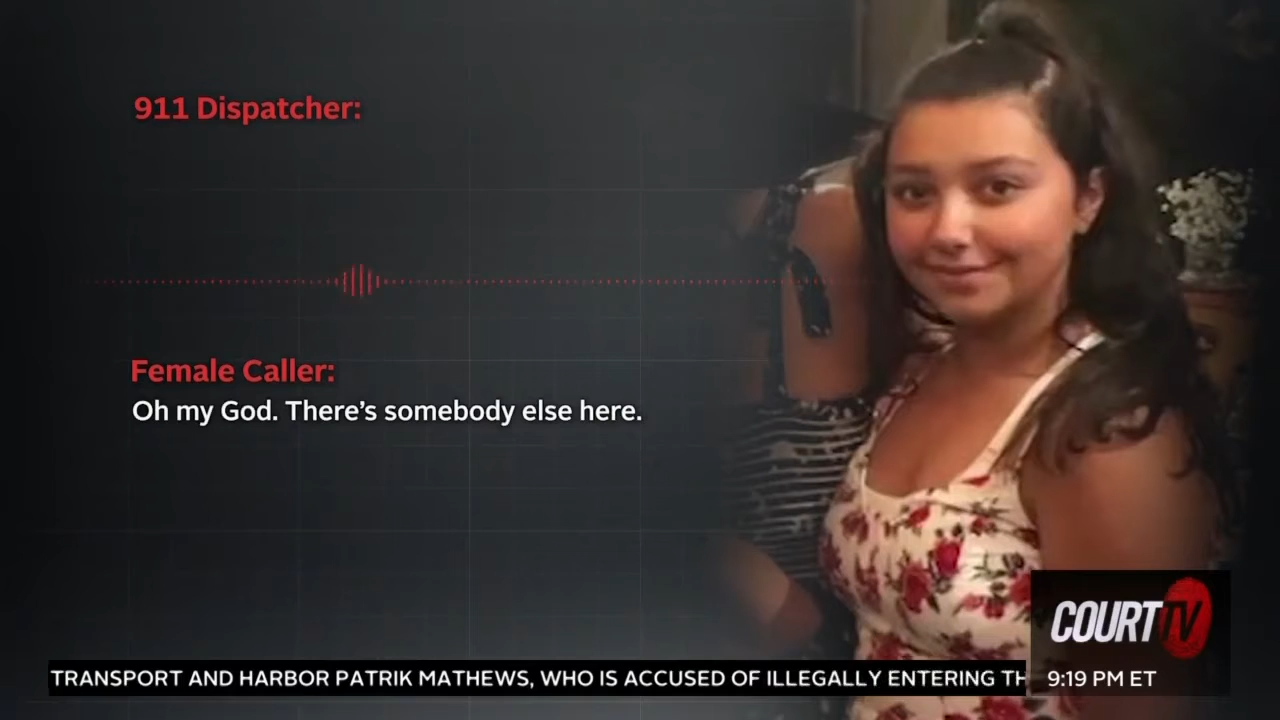 911 Dispatcher:
Female Caller:
Oh my God. There's somebody else here.
COURT TV
TRANSPORT AND HARBOR PATRIK MATHEWS, WHO IS ACCUSED OF ILLEGALLY ENTERING TH
9:19 PM ET